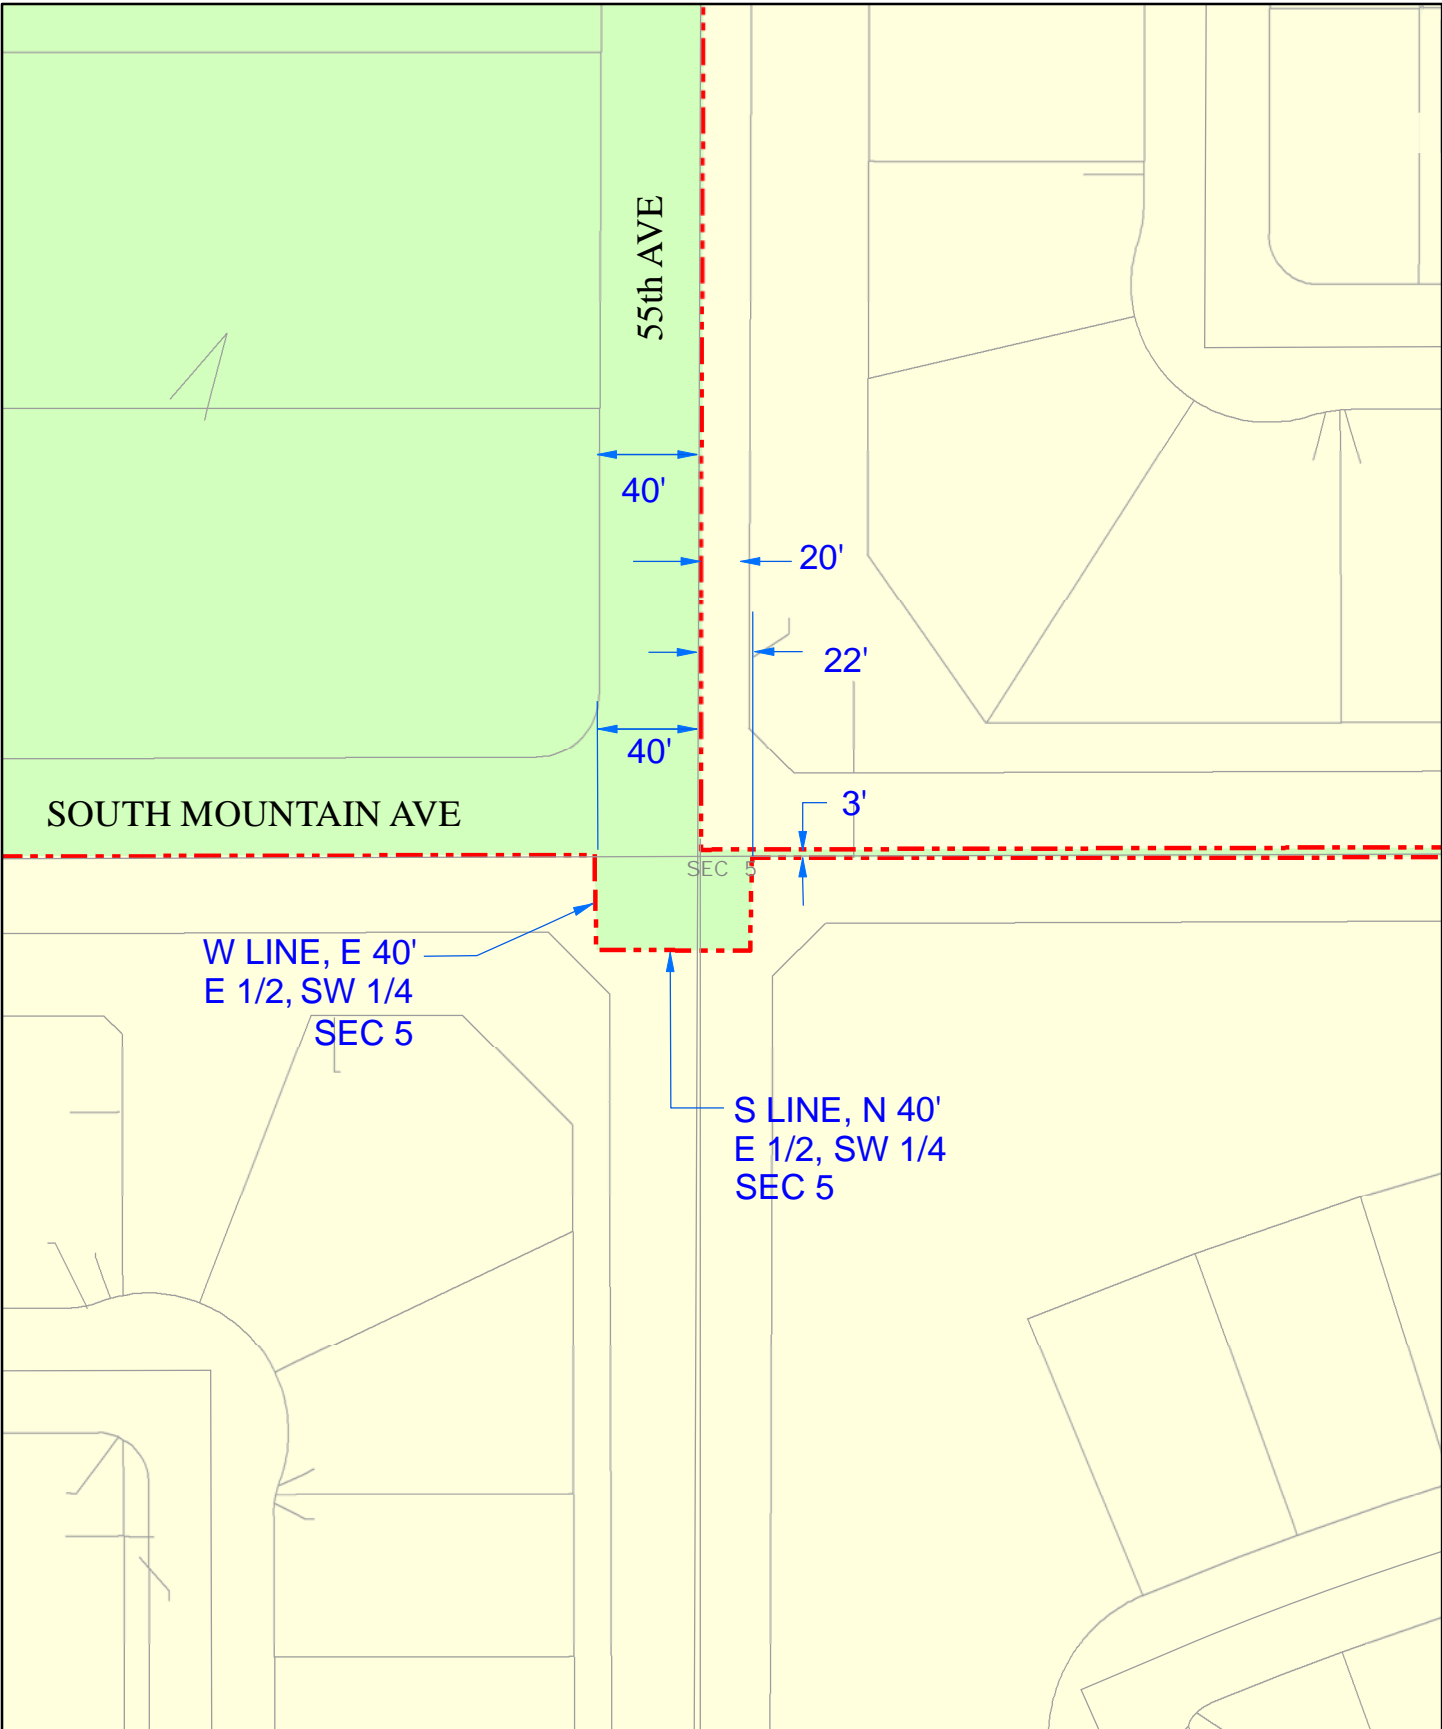 55th AVE
40'
20'
22'
40'
SOUTH MOUNTAIN AVE
3'
SEC 5
W LINE, E 40'
E 1/2, SW 1/4
SEC 5
S LINE, N 40'
E 1/2, SW 1/4
SEC 5